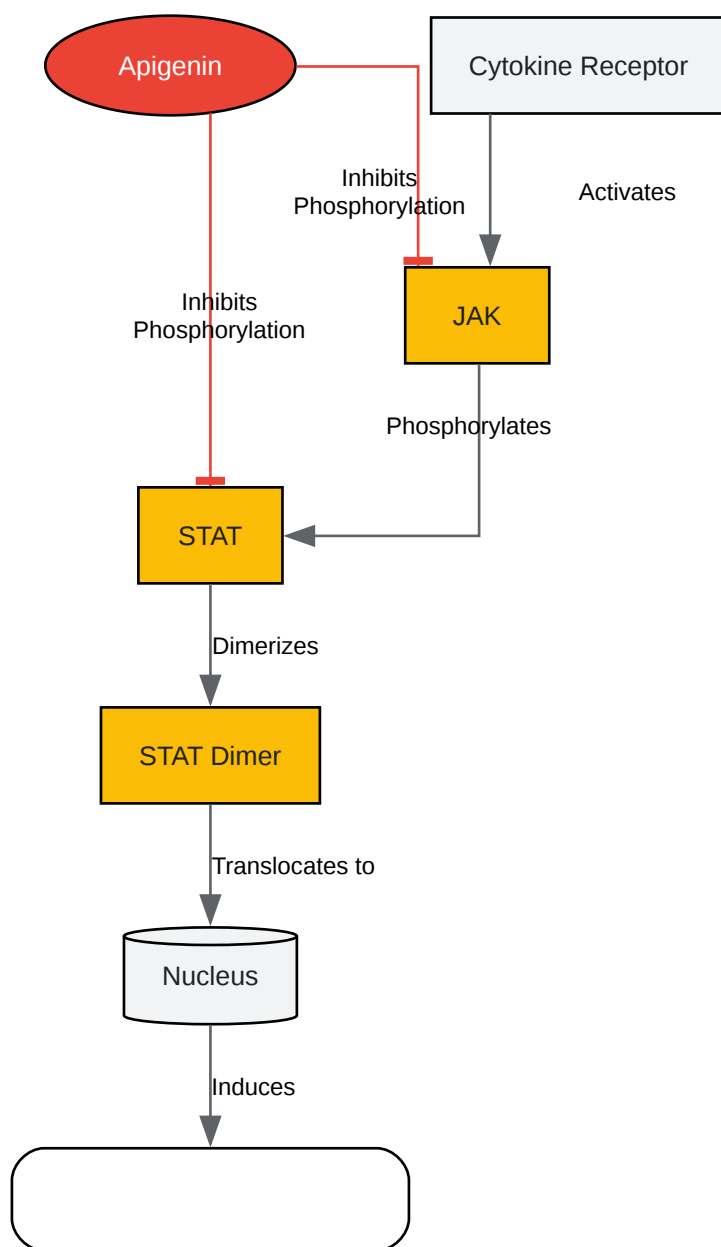 Apigenin
Cytokine Receptor
Inhibits
Phosphorylation
Activates
Inhibits
Phosphorylation
JAK
Phosphorylates
STAT
Dimerizes
STAT Dimer
Translocates to
Nucleus
Induces